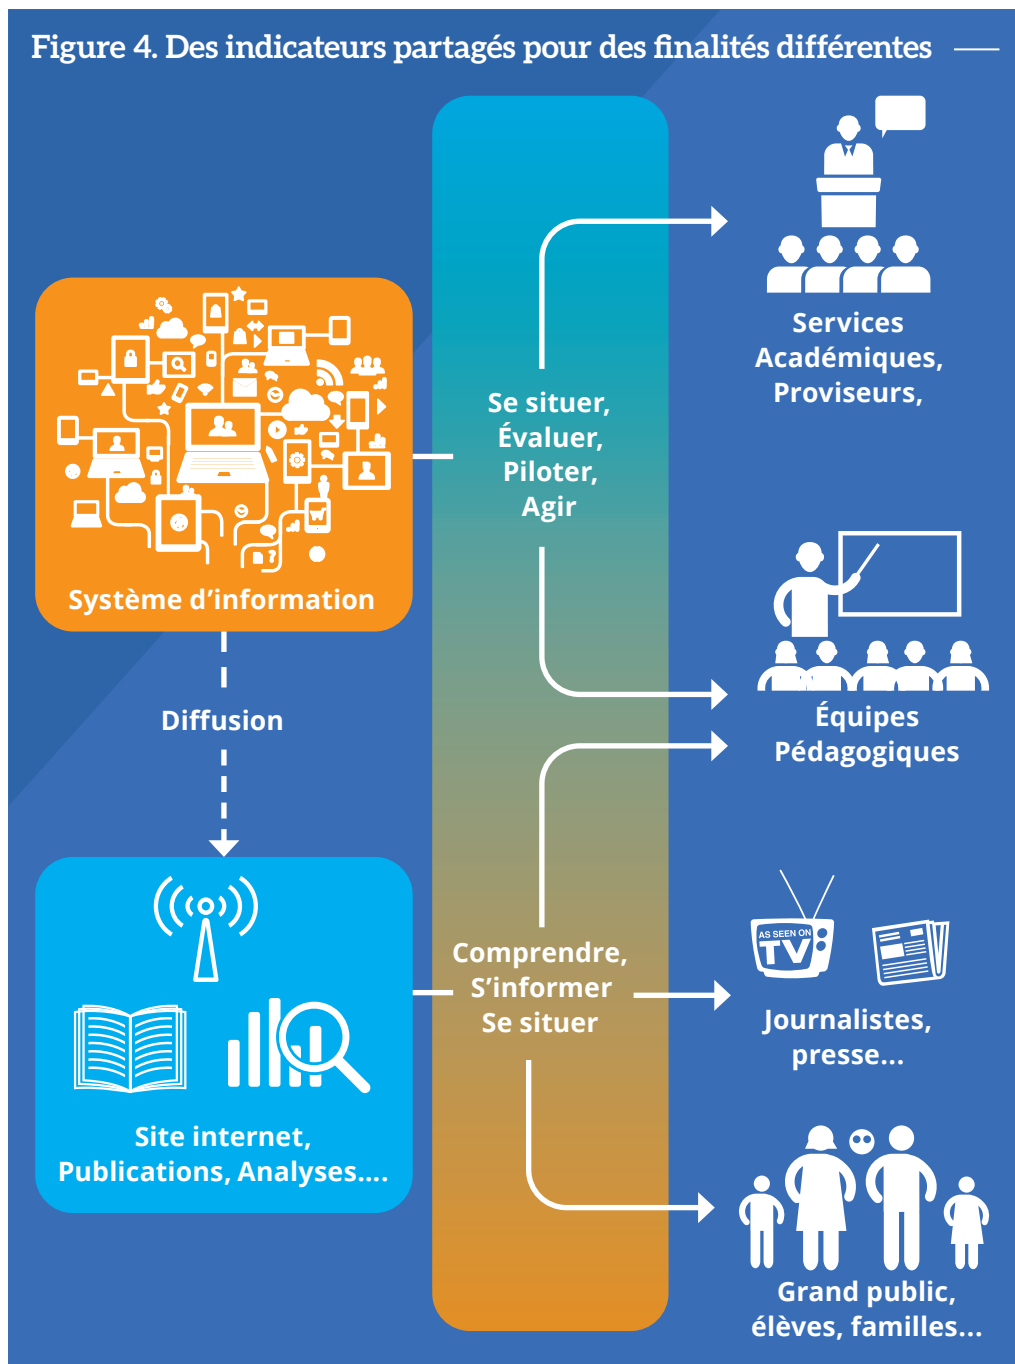 Figure 4. Des indicateurs partagés pour des finalités différentes
Services
Académiques,
Proviseurs,
Se situer,
Évaluer,
Piloter,
Agir
Système d’information
Diffusion
Équipes
Pédagogiques
Comprendre,
S’informer
Se situer
AS SEEN ON
TV
Journalistes,
presse...
Site internet,
Publications, Analyses....
Grand public,
élèves, familles...